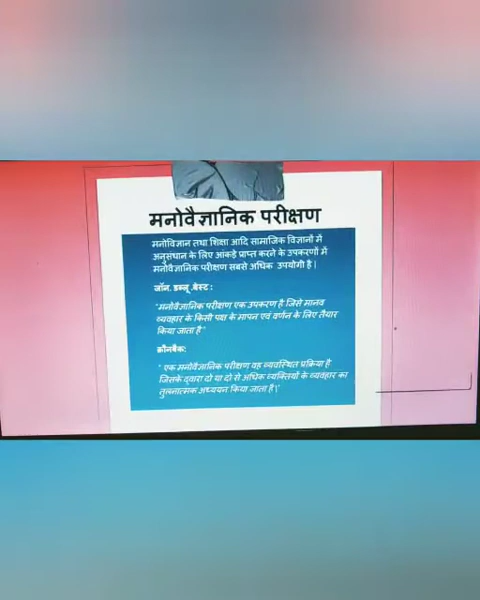 मनोवैज्ञानिक परीक्षण
मनोविज्ञान तथा शिक्षा आदि सामाजिक विज्ञानों में
अनुसंधान के लिए आंकड़े प्राप्त करने के उपकरणों में
मनोवैज्ञानिक परीक्षण सबसे अधिक उपयोगी है |
जॉन. डब्लू .बेस्ट :
"मनोवैज्ञानिक परीक्षण एक उपकरण है जिसे मानव
व्यवहार के किसी पक्ष के मापन एवं वर्णन के लिए तैयार
किया जाता है"
क्रौनबैक:
" एक मनोवैज्ञानिक परीक्षण वह व्यवस्थित प्रक्रिया है
जिसके द्वारा दो या दो से अधिक व्यक्तियों के व्यवहार का
तुलनात्मक अध्ययन किया जाता है |"